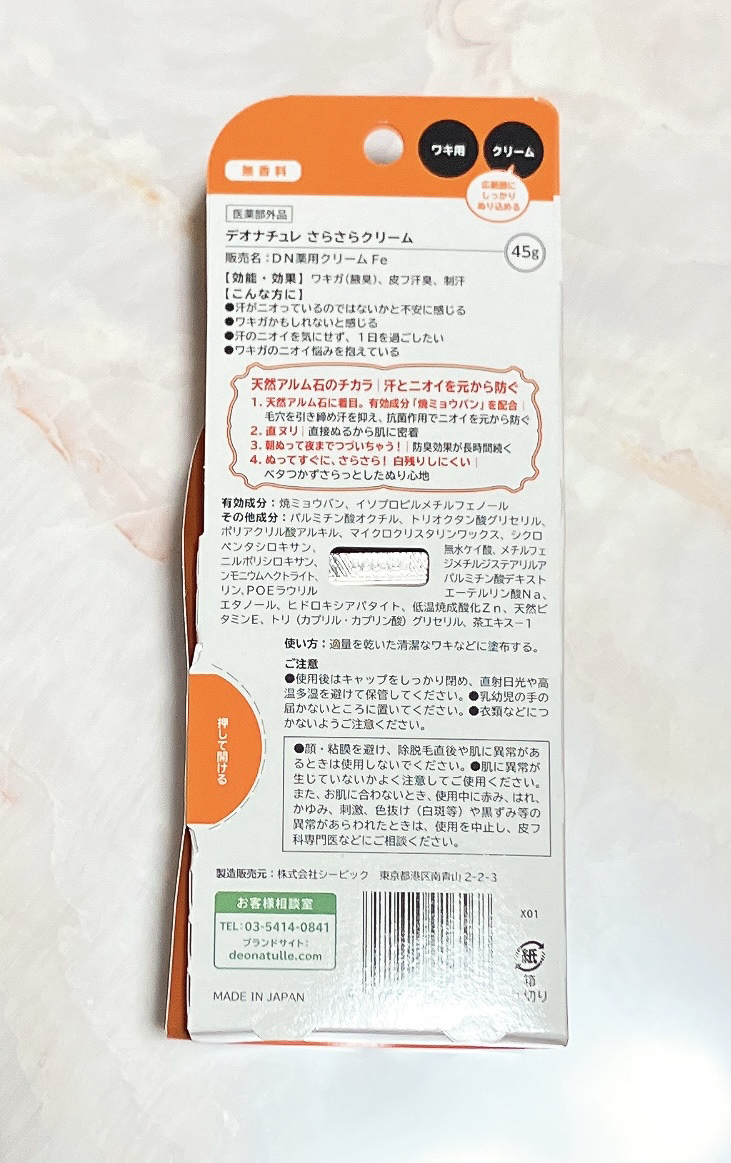 ワキ用
クリーム
無香料
広範囲に
しっかり
ぬり込める
医薬部外品
デオナチュレ さらさらクリーム
45g
販売名：DN薬用クリームFe
【効能・効果】ワキガ（腋臭）、皮フ汗臭、制汗
【こんな方に】
●汗がニオっているのではないかと不安に感じる
●ワキガかもしれないと感じる
●汗のニオイを気にせず、1日を過ごしたい
●ワキガのニオイ悩みを抱えている
天然アルム石のチカラ｜汗とニオイを元から防ぐ
1. 天然アルム石に着目。有効成分「焼ミョウバン」を配合｜
毛穴を引き締め汗を抑え、抗菌作用でニオイを元から防ぐ
2. 直ヌリ｜直接ぬるから肌に密着
3. 朝ぬって夜までつづいちゃう！｜防臭効果が長時間続く
4. ぬってすぐに、さらさら！白残りしにくい｜
ベタつかずさらっとしたぬり心地
有効成分：焼ミョウバン、イソプロピルメチルフェノール
その他成分：パルミチン酸オクチル、トリオクタン酸グリセリル、
ポリアクリル酸アルキル、マイクロクリスタリンワックス、シクロ
ペンタシロキサン、 無水ケイ酸、メチルフェ
ニルポリシロキサン、 ジメチルジステアリルア
ンモニウムヘクトライト、 パルミチン酸デキスト
リン、POEラウリル エーテルリン酸Na、
エタノール、ヒドロキシアパタイト、低温焼成酸化Zn、天然ビ
タミンE、トリ（カプリル・カプリン酸）グリセリル、茶エキス-1
使い方：適量を乾いた清潔なワキなどに塗布する。
ご注意
●使用後はキャップをしっかり閉め、直射日光や高
温多湿を避けて保管してください。●乳幼児の手の
届かないところに置いてください。●衣類などにつ
かないようご注意ください。
●顔・粘膜を避け、除脱毛直後や肌に異常があ
るときは使用しないでください。●肌に異常が
生じていないかよく注意してご使用ください。
また、お肌に合わないとき、使用中に赤み、はれ、
かゆみ、刺激、色抜け（白斑等）や黒ずみ等の
異常があらわれたときは、使用を中止し、皮フ
科専門医などにご相談ください。
押して開ける
製造販売元：株式会社シービック 東京都港区南青山2-2-3
お客様相談室
TEL：03-5414-0841
ブランドサイト：
deonatulle.com
X01
紙
箱
切り
MADE IN JAPAN